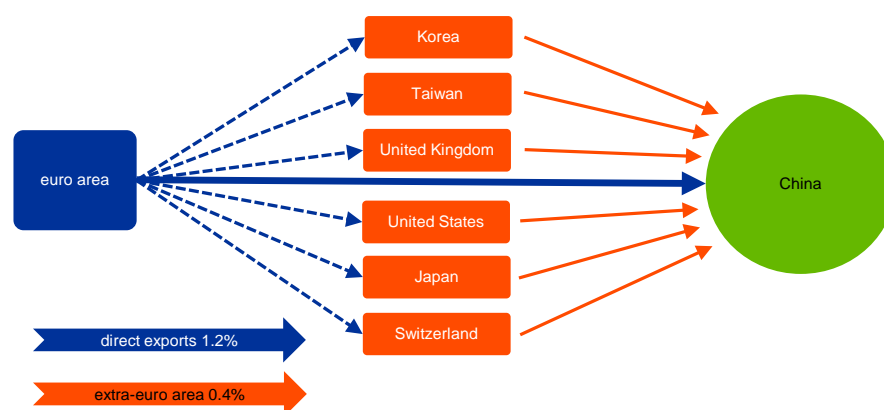 Korea
Taiwan
United Kingdom
euro area
China
United States
Japan
Switzerland
direct exports 1.2%
extra-euro area 0.4%